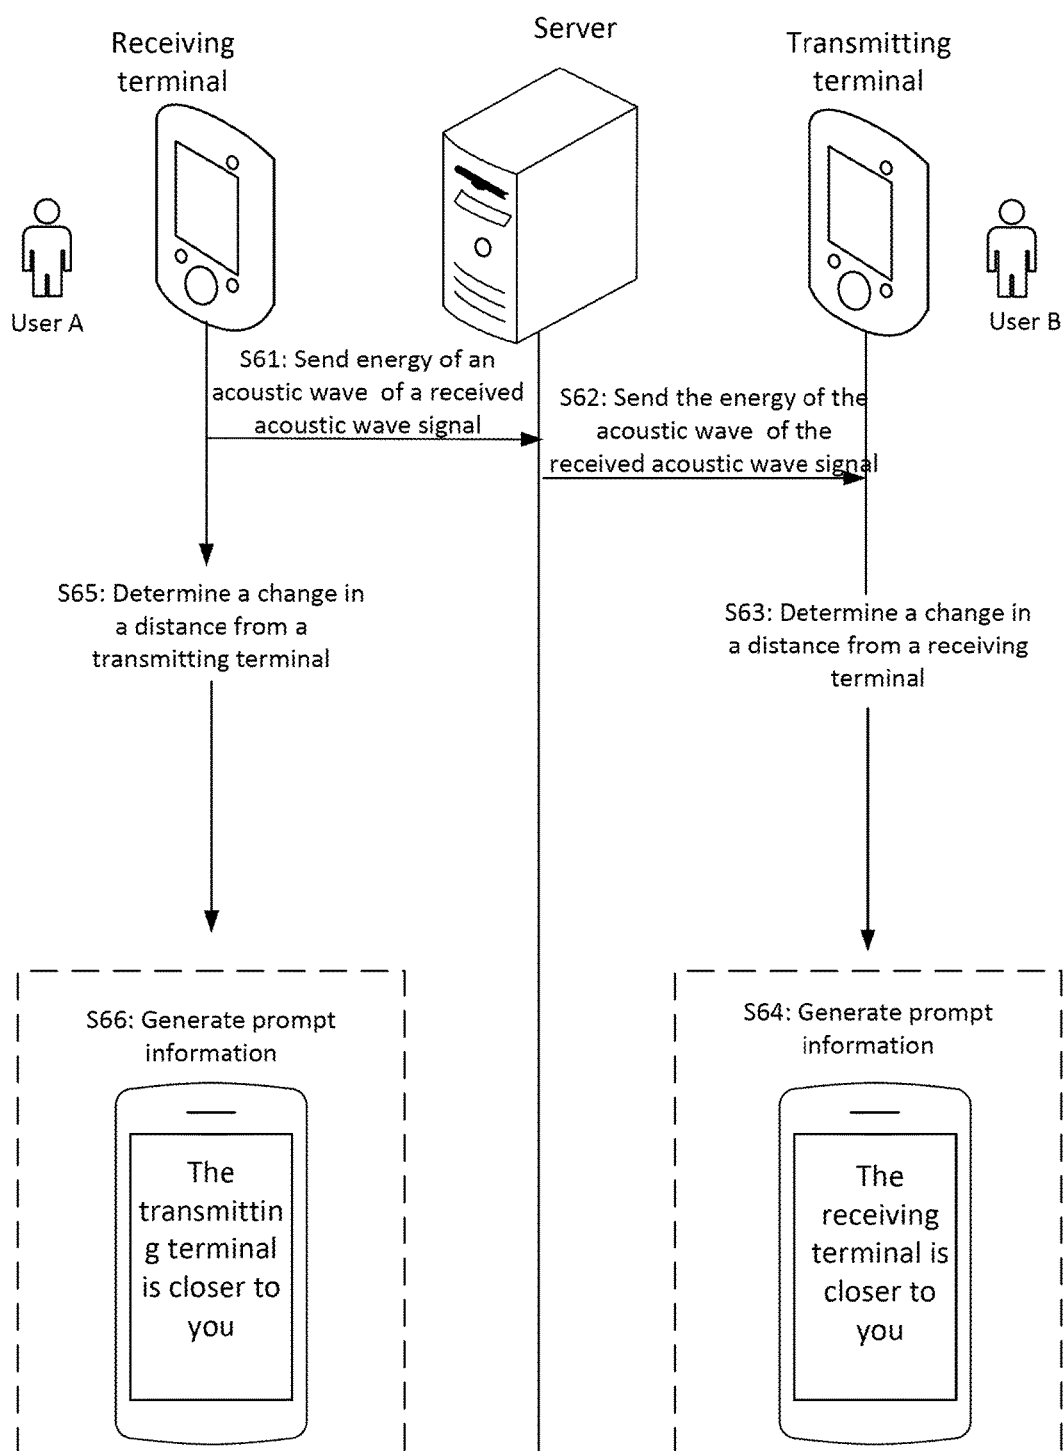 Receiving
terminal
Server
Transmitting
terminal
User A
User B
S61: Send energy of an
acoustic wave of a received
acoustic wave signal
S62: Send the energy of the
acoustic wave of the
received acoustic wave signal
S65: Determine a change in
a distance from a
transmitting terminal
S63: Determine a change in
a distance from a receiving
terminal
S66: Generate prompt
information
The
transmittin
g terminal
is closer to
you
S64: Generate prompt
information
The
receiving
terminal is
closer to
you